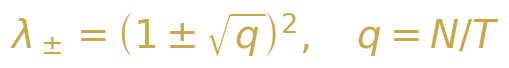 λ± = (1 ± √q)², q = N/T